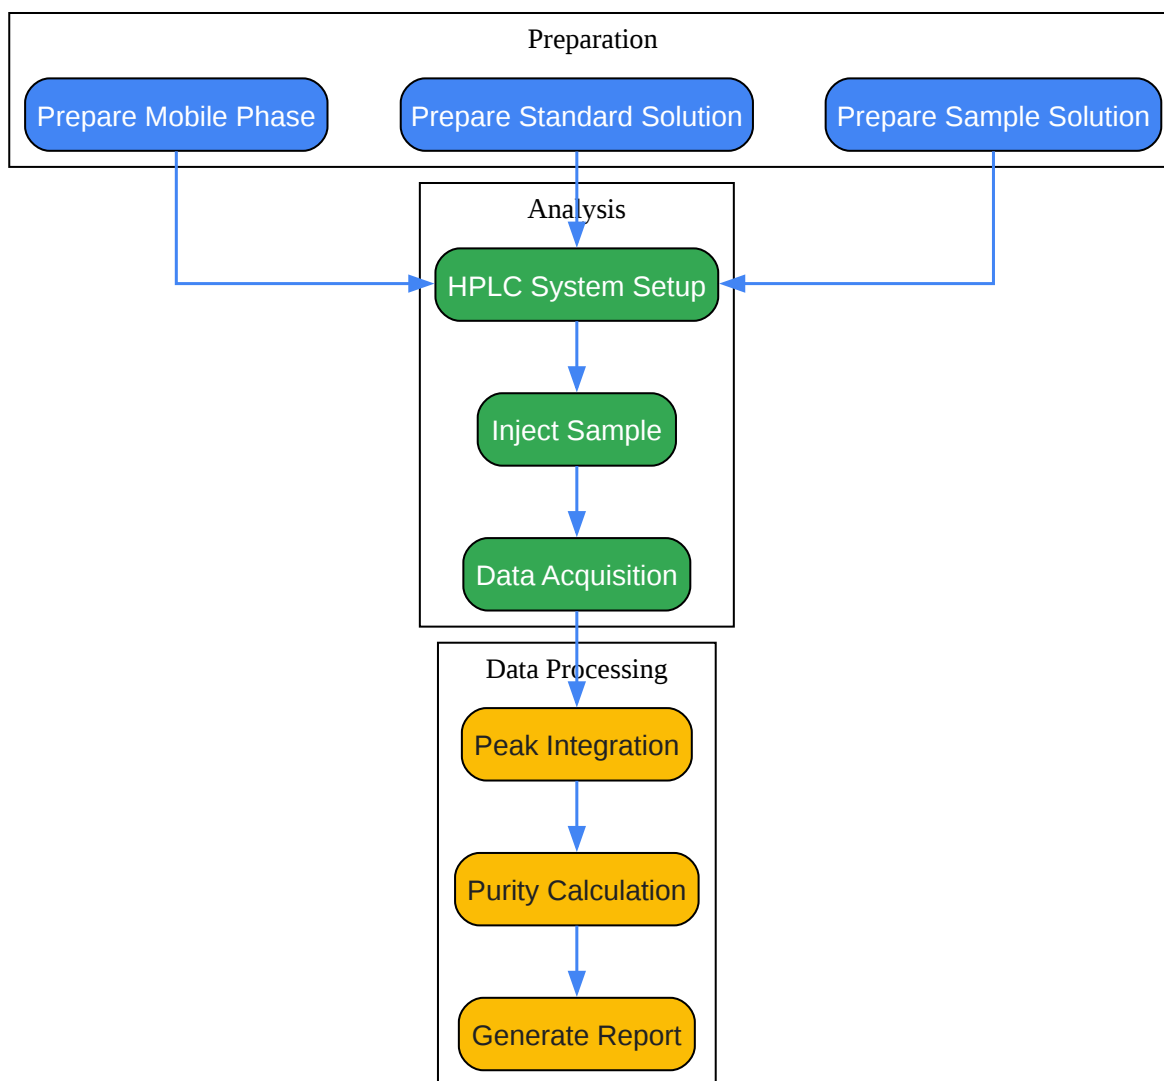 Preparation
Prepare Mobile Phase
Prepare Standard Solution
Prepare Sample Solution
Analysis
HPLC System Setup
Inject Sample
Data Acquisition
Data Processing
Peak Integration
Purity Calculation
Generate Report